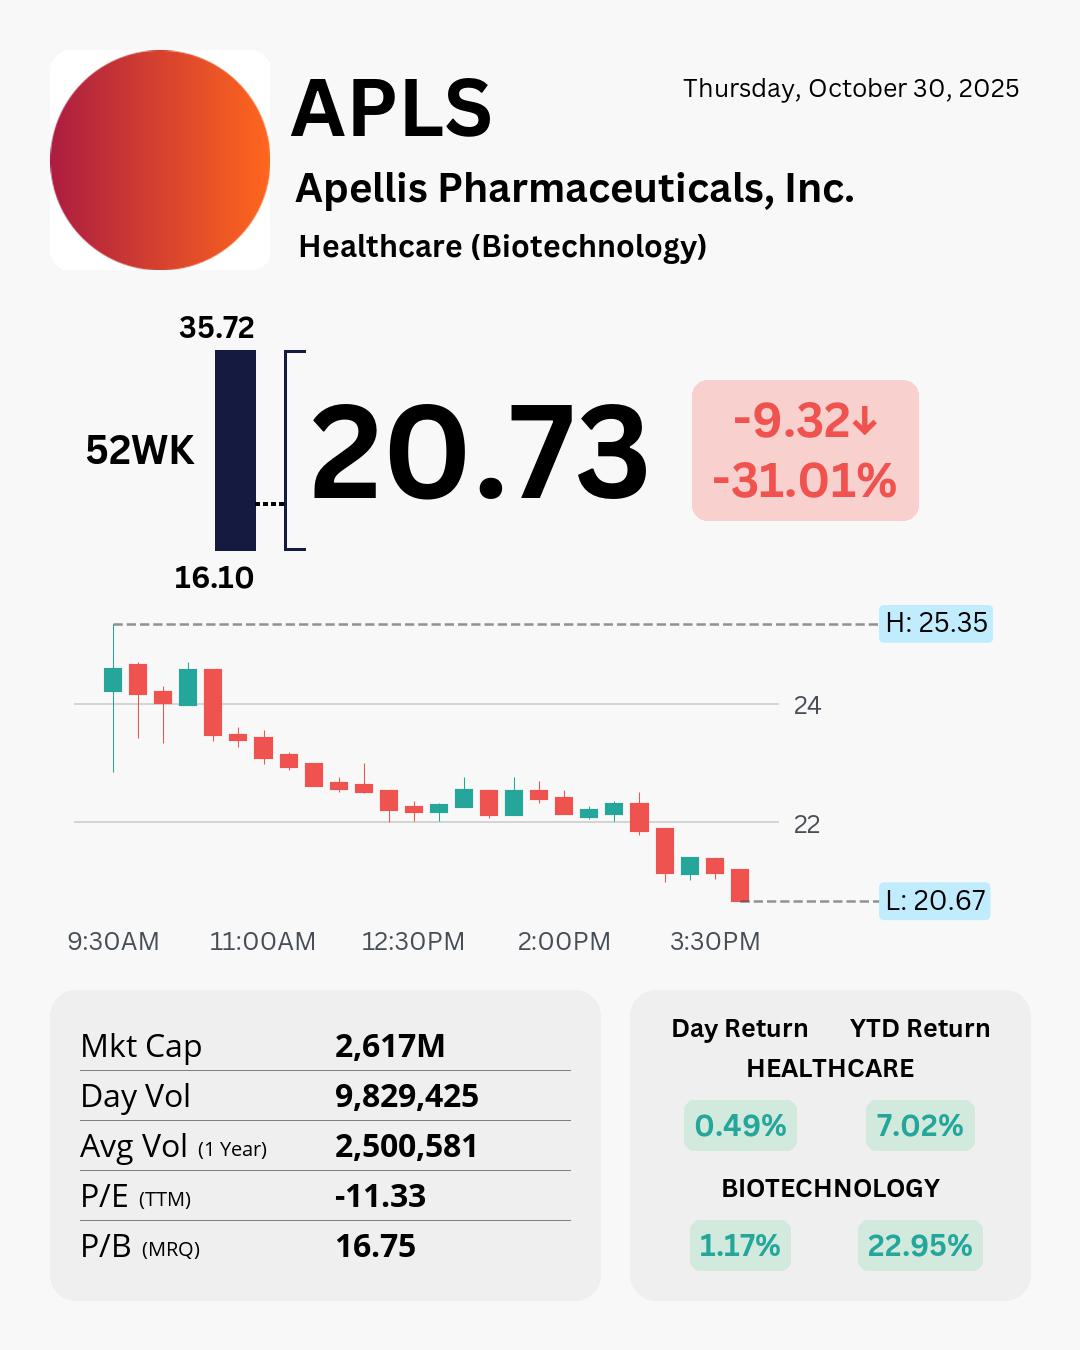 APLS
Thursday, October 30, 2025
Apellis Pharmaceuticals, Inc.
Healthcare (Biotechnology)
35.72
52WK
20.73
-9.32↓
-31.01%
16.10
H: 25.35
24
22
L: 20.67
9:30AM 11:00AM 12:30PM 2:00PM 3:30PM
Mkt Cap 2,617M
Day Vol 9,829,425
Avg Vol (1 Year) 2,500,581
P/E (TTM) -11.33
P/B (MRQ) 16.75
Day Return YTD Return
HEALTHCARE
0.49% 7.02%
BIOTECHNOLOGY
1.17% 22.95%